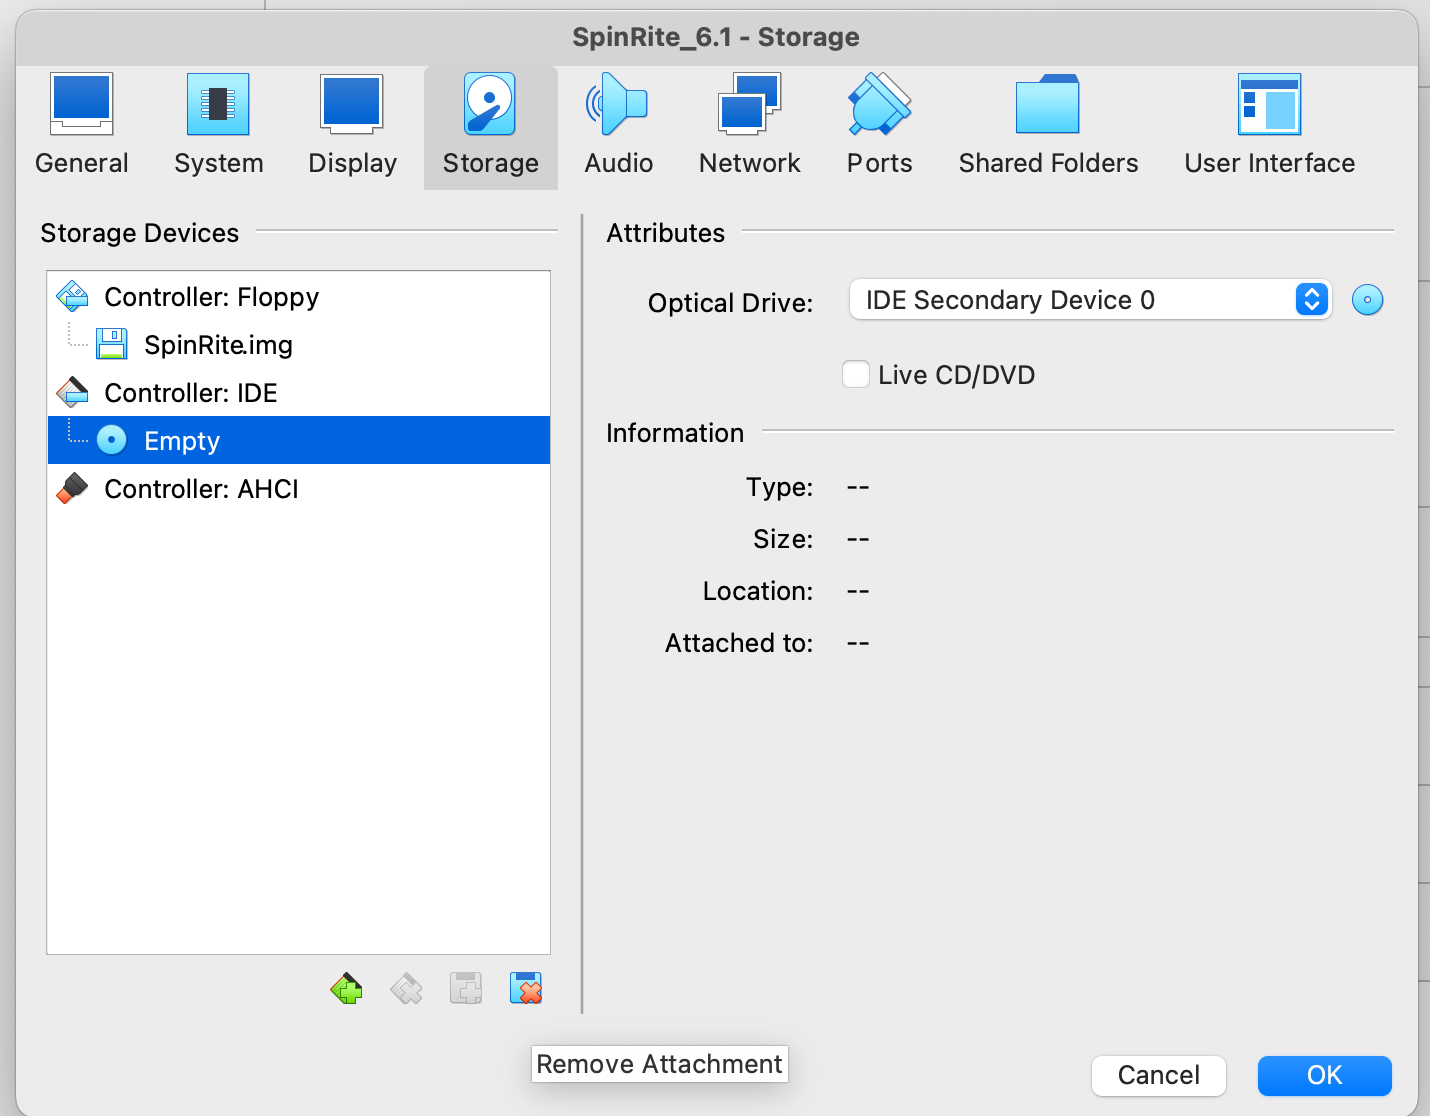 SpinRite_6.1 - Storage
General System Display Storage Audio Network Ports Shared Folders User Interface
Storage Devices
Controller: Floppy
SpinRite.img
Controller: IDE
Empty
Controller: AHCI
Attributes
Optical Drive: IDE Secondary Device 0
Live CD/DVD
Information
Type: --
Size: --
Location: --
Attached to: --
Remove Attachment
Cancel OK